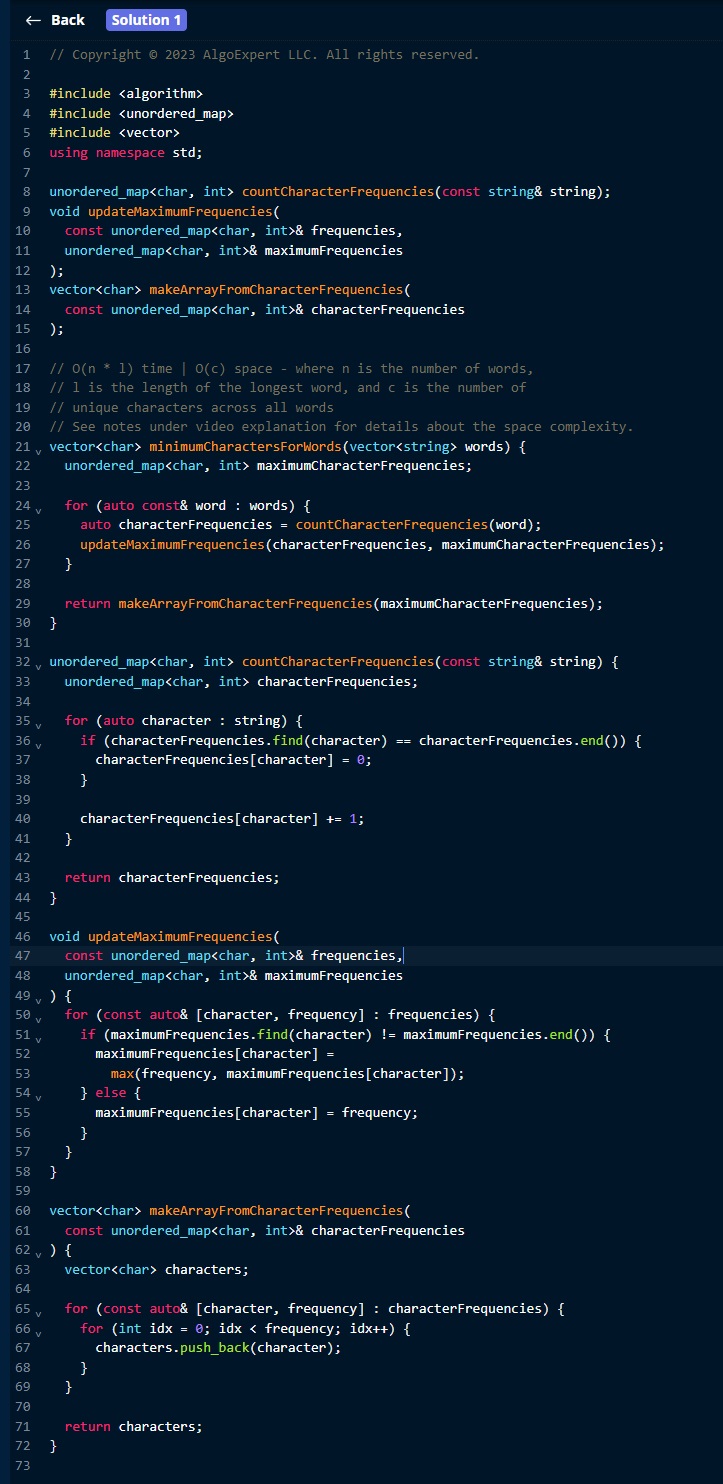 ← Back Solution 1
1 // Copyright © 2023 AlgoExpert LLC. All rights reserved.
2
3 #include <algorithm>
4 #include <unordered_map>
5 #include <vector>
6 using namespace std;
7
8 unordered_map<char, int> countCharacterFrequencies(const string& string);
9 void updateMaximumFrequencies(
10   const unordered_map<char, int>& frequencies,
11   unordered_map<char, int>& maximumFrequencies
12 );
13 vector<char> makeArrayFromCharacterFrequencies(
14   const unordered_map<char, int>& characterFrequencies
15 );
16
17 // O(n * l) time | O(c) space - where n is the number of words,
18 // l is the length of the longest word, and c is the number of
19 // unique characters across all words
20 // See notes under video explanation for details about the space complexity.
21 vector<char> minimumCharactersForWords(vector<string> words) {
22   unordered_map<char, int> maximumCharacterFrequencies;
23
24   for (auto const& word : words) {
25     auto characterFrequencies = countCharacterFrequencies(word);
26     updateMaximumFrequencies(characterFrequencies, maximumCharacterFrequencies);
27   }
28
29   return makeArrayFromCharacterFrequencies(maximumCharacterFrequencies);
30 }
31
32 unordered_map<char, int> countCharacterFrequencies(const string& string) {
33   unordered_map<char, int> characterFrequencies;
34
35   for (auto character : string) {
36     if (characterFrequencies.find(character) == characterFrequencies.end()) {
37       characterFrequencies[character] = 0;
38     }
39
40     characterFrequencies[character] += 1;
41   }
42
43   return characterFrequencies;
44 }
45
46 void updateMaximumFrequencies(
47   const unordered_map<char, int>& frequencies,
48   unordered_map<char, int>& maximumFrequencies
49 ) {
50   for (const auto& [character, frequency] : frequencies) {
51     if (maximumFrequencies.find(character) != maximumFrequencies.end()) {
52       maximumFrequencies[character] =
53         max(frequency, maximumFrequencies[character]);
54     } else {
55       maximumFrequencies[character] = frequency;
56     }
57   }
58 }
59
60 vector<char> makeArrayFromCharacterFrequencies(
61   const unordered_map<char, int>& characterFrequencies
62 ) {
63   vector<char> characters;
64
65   for (const auto& [character, frequency] : characterFrequencies) {
66     for (int idx = 0; idx < frequency; idx++) {
67       characters.push_back(character);
68     }
69   }
70
71   return characters;
72 }
73